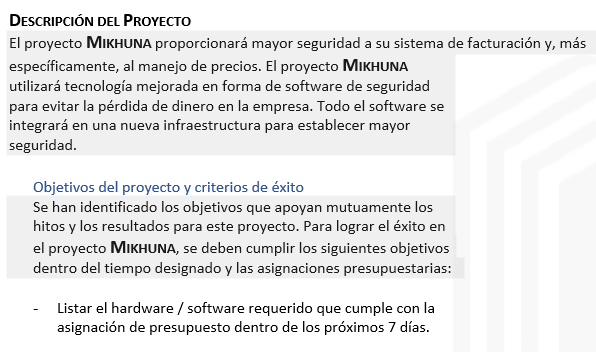 DESCRIPCIÓN DEL PROYECTO
El proyecto MIKHUNA proporcionará mayor seguridad a su sistema de facturación y, más
específicamente, al manejo de precios. El proyecto MIKHUNA
utilizará tecnología mejorada en forma de software de seguridad
para evitar la pérdida de dinero en la empresa. Todo el software se
integrará en una nueva infraestructura para establecer mayor
seguridad.
Objetivos del proyecto y criterios de éxito
Se han identificado los objetivos que apoyan mutuamente los
hitos y los resultados para este proyecto. Para lograr el éxito en
el proyecto MIKHUNA, se deben cumplir los siguientes objetivos
dentro del tiempo designado y las asignaciones presupuestarias:
- Listar el hardware / software requerido que cumple con la
asignación de presupuesto dentro de los próximos 7 días.